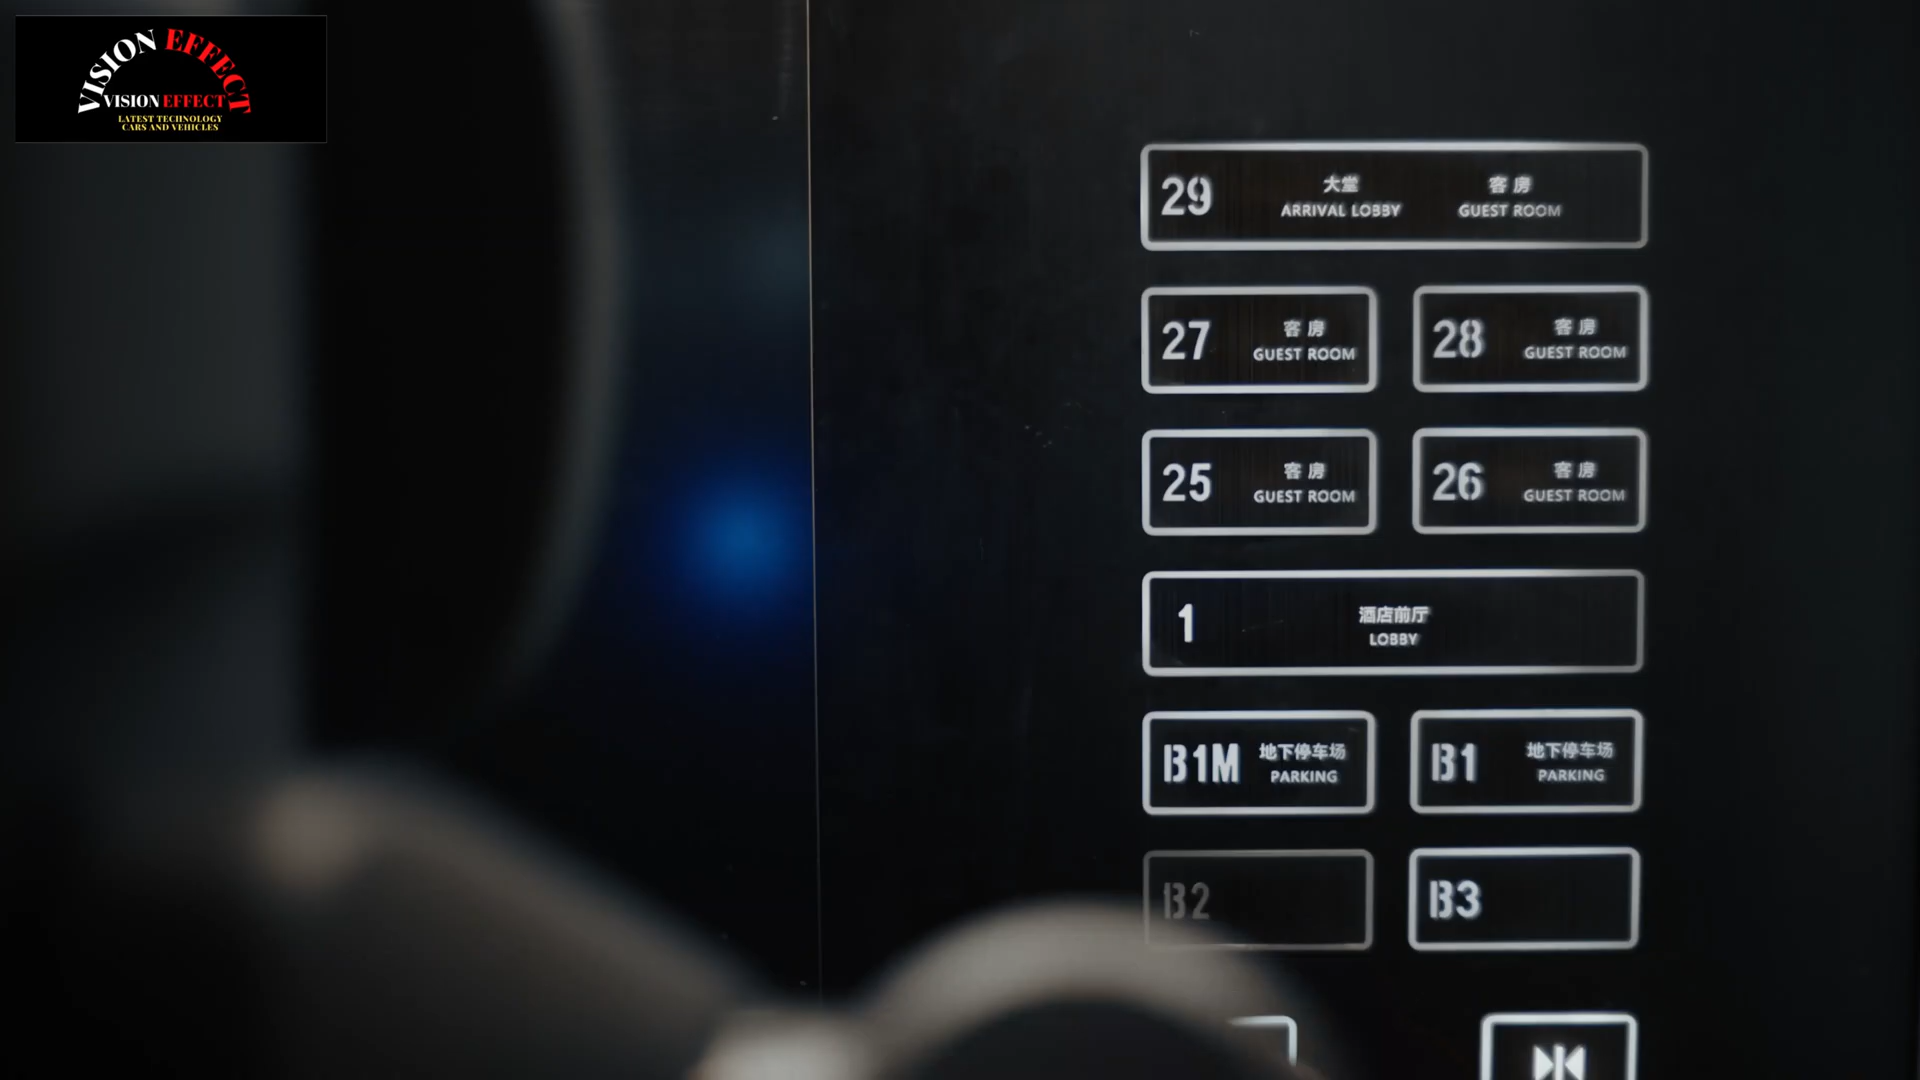 VISION EFFECT
VISION EFFECT
LATEST TECHNOLOGY
CARS AND VEHICLES
29 大堂 客房
ARRIVAL LOBBY GUEST ROOM
27 客房
GUEST ROOM
28 客房
GUEST ROOM
25 客房
GUEST ROOM
26 客房
GUEST ROOM
1 酒店前厅
LOBBY
B1M 地下停车场
PARKING
B1 地下停车场
PARKING
B2
B3